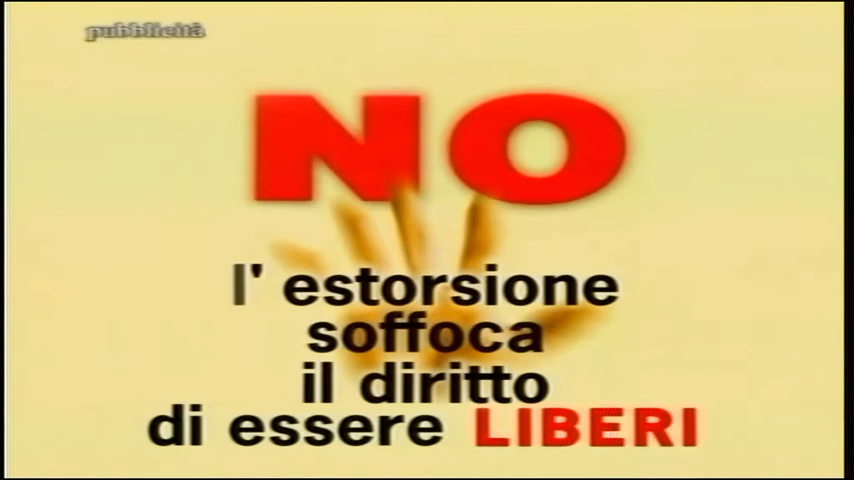 pubblicità
NO
l' estorsione
soffoca
il diritto
di essere LIBERI